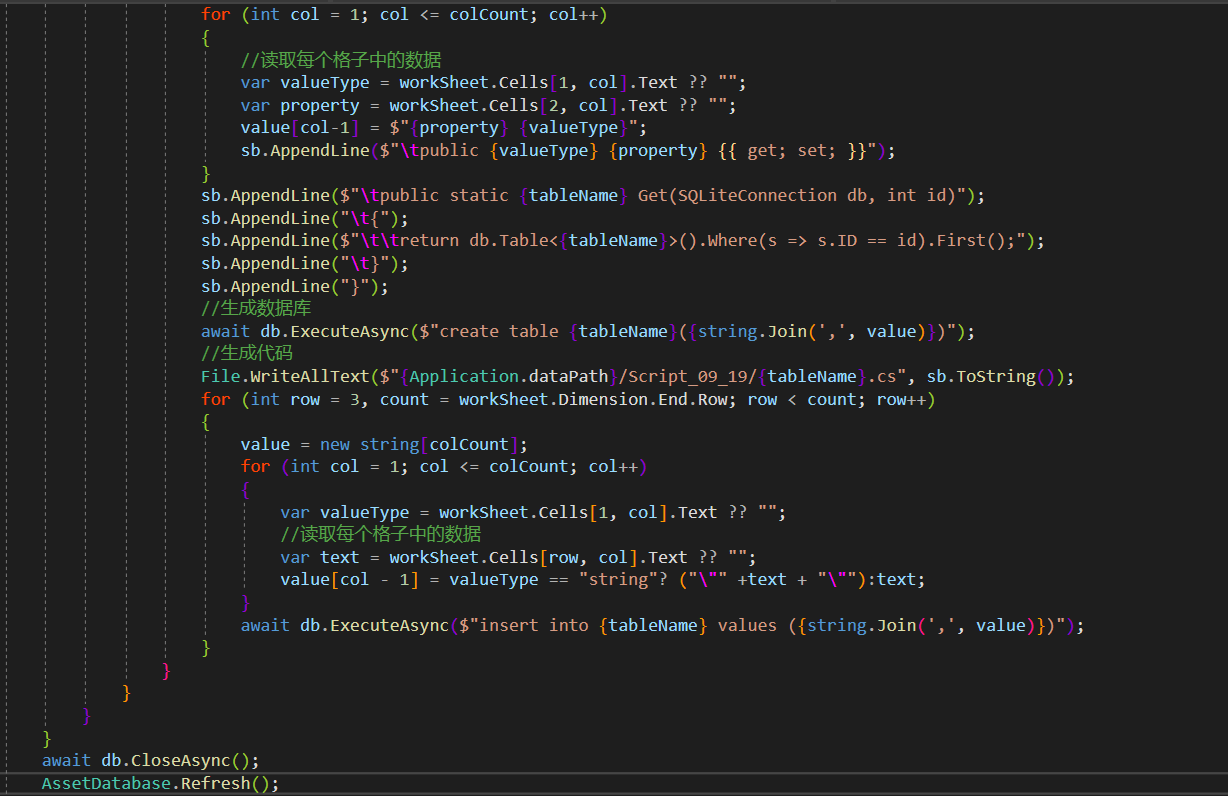 for (int col = 1; col <= colCount; col++)
{
//读取每个格子中的数据
var valueType = workSheet.Cells[1, col].Text ?? "";
var property = workSheet.Cells[2, col].Text ?? "";
value[col-1] = $"{property} {valueType}";
sb.AppendLine($"\tpublic {valueType} {property} {{ get; set; }}");
}
sb.AppendLine($"\tpublic static {tableName} Get(SQLiteConnection db, int id)");
sb.AppendLine("\t{");
sb.AppendLine($"\t\treturn db.Table<{tableName}>().Where(s => s.ID == id).First();");
sb.AppendLine("\t}");
sb.AppendLine("}");
//生成数据库
await db.ExecuteAsync($"create table {tableName}({string.Join(',', value)})");
//生成代码
File.WriteAllText($"{Application.dataPath}/Script_09_19/{tableName}.cs", sb.ToString());
for (int row = 3, count = workSheet.Dimension.End.Row; row < count; row++)
{
value = new string[colCount];
for (int col = 1; col <= colCount; col++)
{
var valueType = workSheet.Cells[1, col].Text ?? "";
//读取每个格子中的数据
var text = workSheet.Cells[row, col].Text ?? "";
value[col - 1] = valueType == "string"? ("\"" +text + "\""):text;
}
await db.ExecuteAsync($"insert into {tableName} values ({string.Join(',', value)})");
}
}
}
}
}
await db.CloseAsync();
AssetDatabase.Refresh();